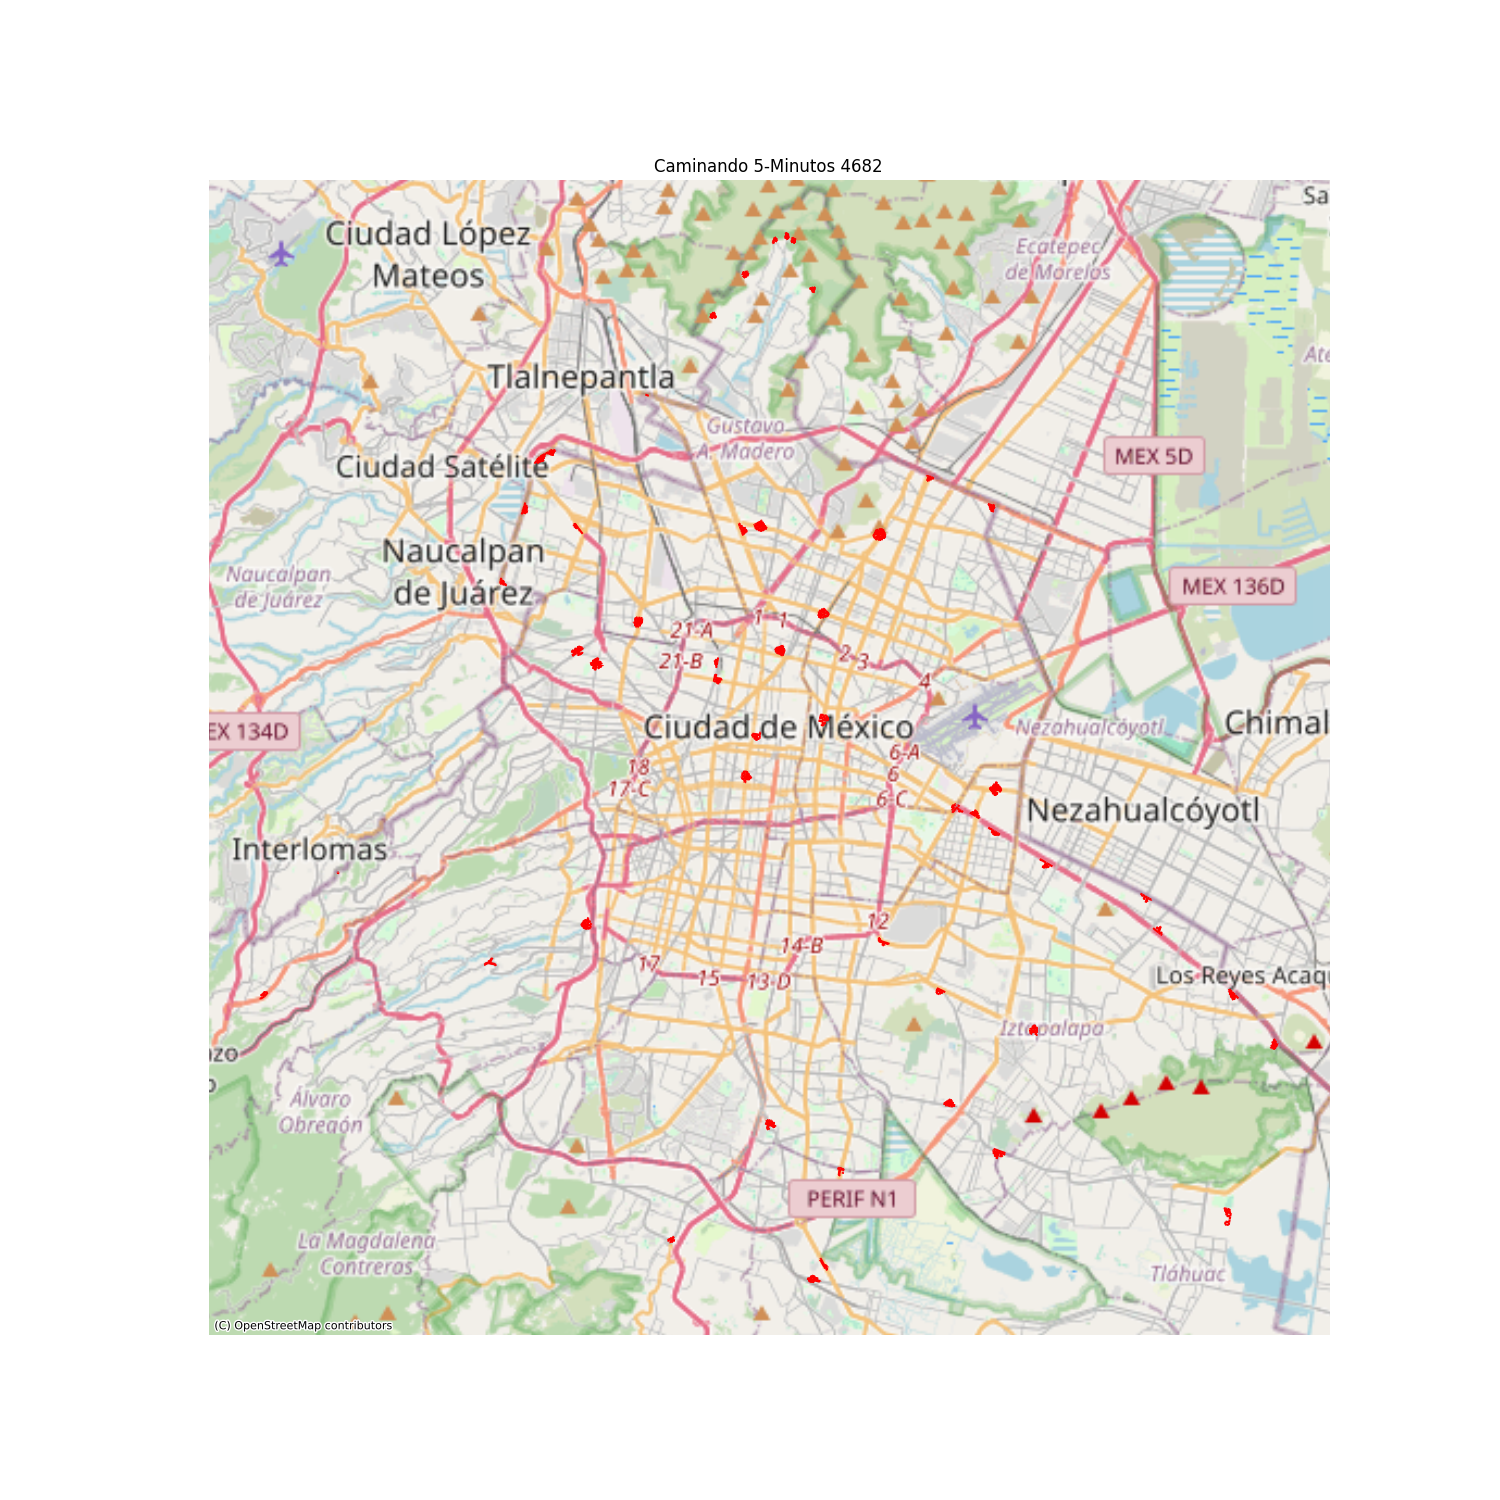 Caminando 5-Minutos 4682
Sa
Ciudad López
Mateos
Ecatepec
de Morelos
Ate
Tlalnepantla
Gustavo
A. Madero
MEX 5D
Ciudad Satélite
Naucalpan
de Juárez
Naucalpan
de Juárez
MEX 136D
1
1
21-A
21-B
2
3
4
EX 134D
Ciudad de México
Nezahualcóyotl
Chimal
6-A
18
6
17-C
6-C
Nezahualcóyotl
Interlomas
12
14-B
17
15
13-D
Los Reyes Acaq
Iztapalapa
azo
o
Álvaro
Obregón
PERIF N1
La Magdalena
Contreras
Tláhuac
(C) OpenStreetMap contributors